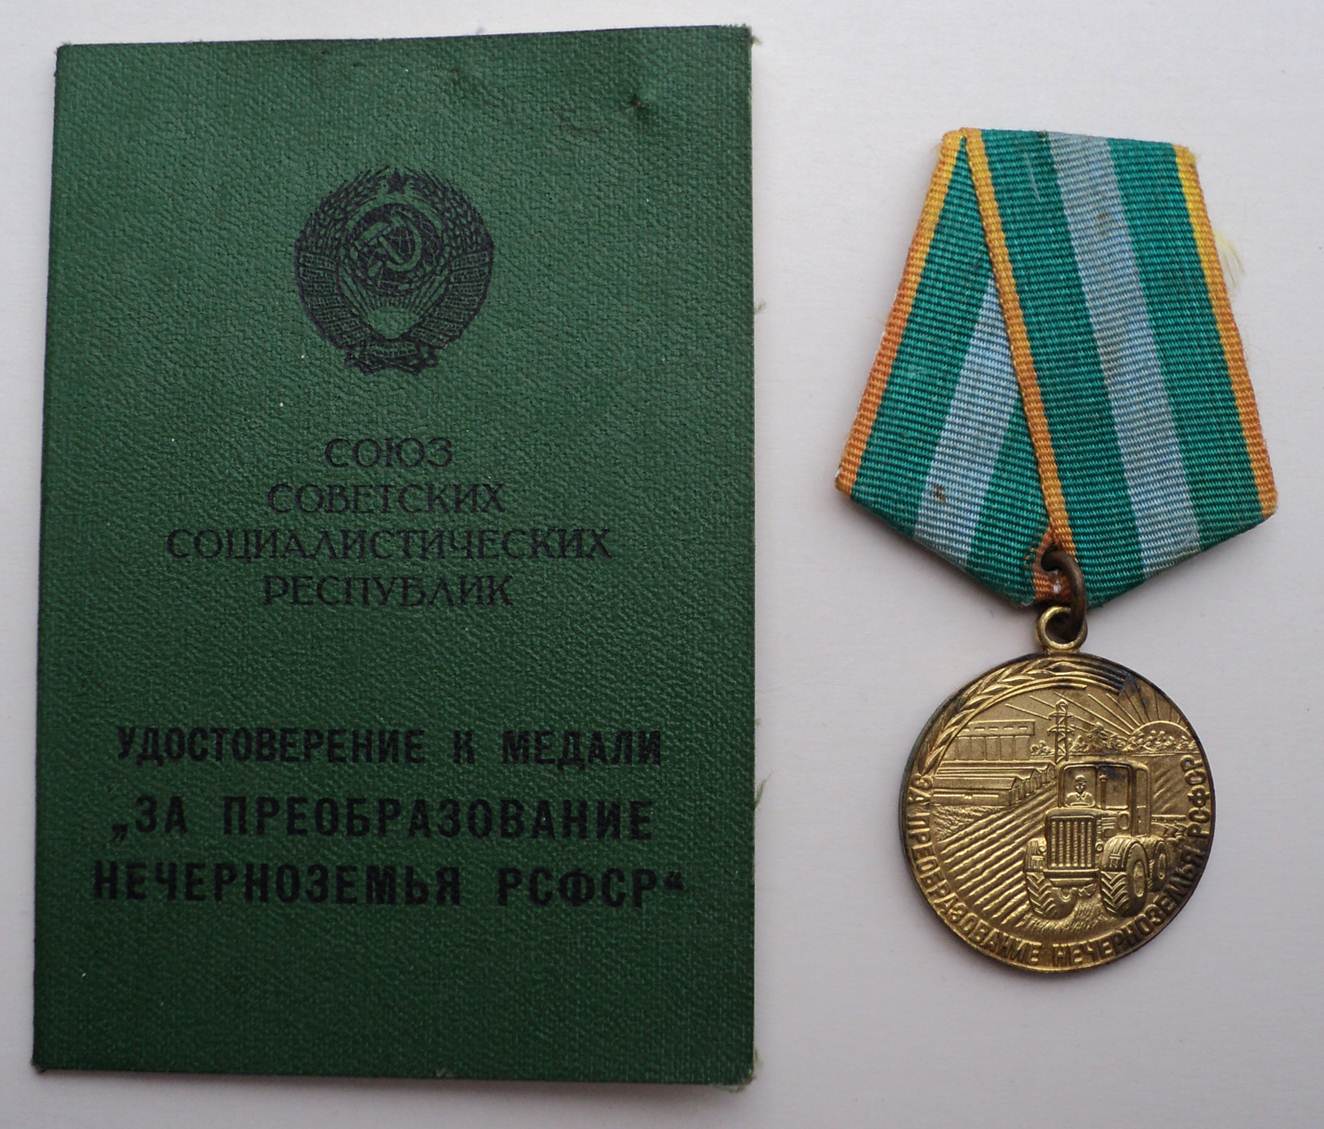 СОЮЗ
СОВЕТСКИХ
СОЦИАЛИСТИЧЕСКИХ
РЕСПУБЛИК
УДОСТОВЕРЕНИЕ К МЕДАЛИ
„ЗА ПРЕОБРАЗОВАНИЕ
НЕЧЕРНОЗЕМЬЯ РСФСР“
ЗА ПРЕОБРАЗОВАНИЕ НЕЧЕРНОЗЕМЬЯ РСФСР